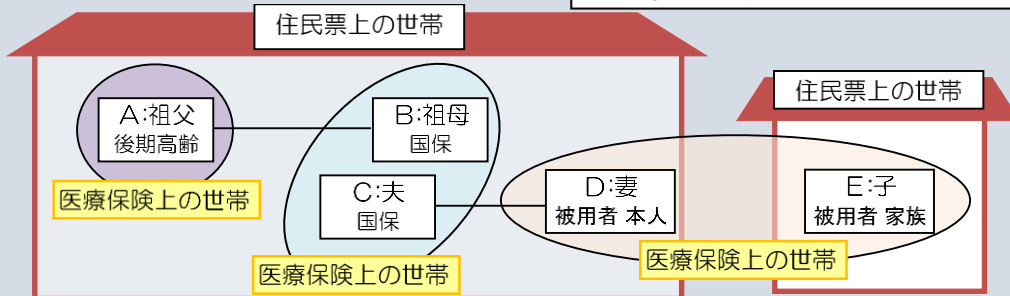 住民票上の世帯
住民票上の世帯
A:祖父
後期高齢
B:祖母
国保
医療保険上の世帯
C:夫
国保
D:妻
被用者 本人
E:子
被用者 家族
医療保険上の世帯
医療保険上の世帯